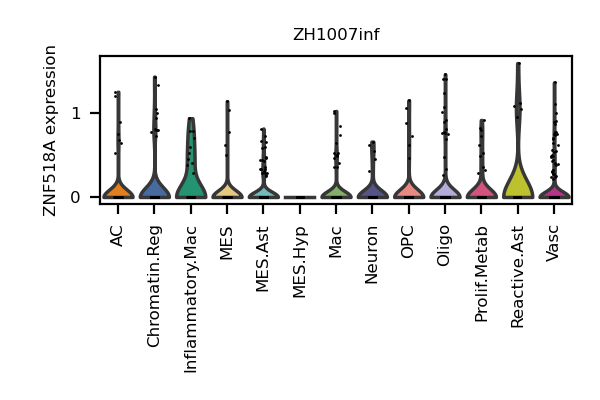 ZH1007inf
ZNF518A expression
1
0
AC
Chromatin.Reg
Inflammatory.Mac
MES
MES.Ast
MES.Hyp
Mac
Neuron
OPC
Oligo
Prolif.Metab
Reactive.Ast
Vasc